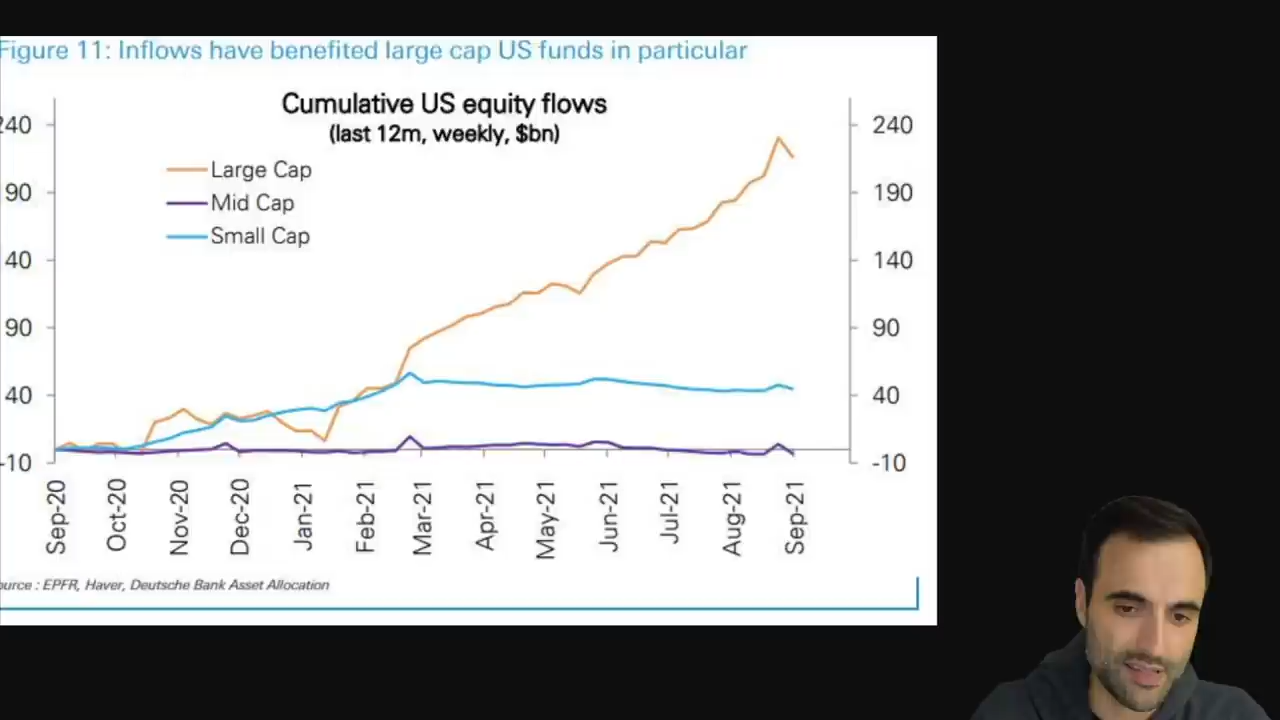 Figure 11: Inflows have benefited large cap US funds in particular
Cumulative US equity flows
(last 12m, weekly, $bn)
Large Cap
Mid Cap
Small Cap
240
90
40
90
40
-10
240
190
140
90
40
-10
Sep-20
Oct-20
Nov-20
Dec-20
Jan-21
Feb-21
Mar-21
Apr-21
May-21
Jun-21
Jul-21
Aug-21
Sep-21
ource : EPFR, Haver, Deutsche Bank Asset Allocation